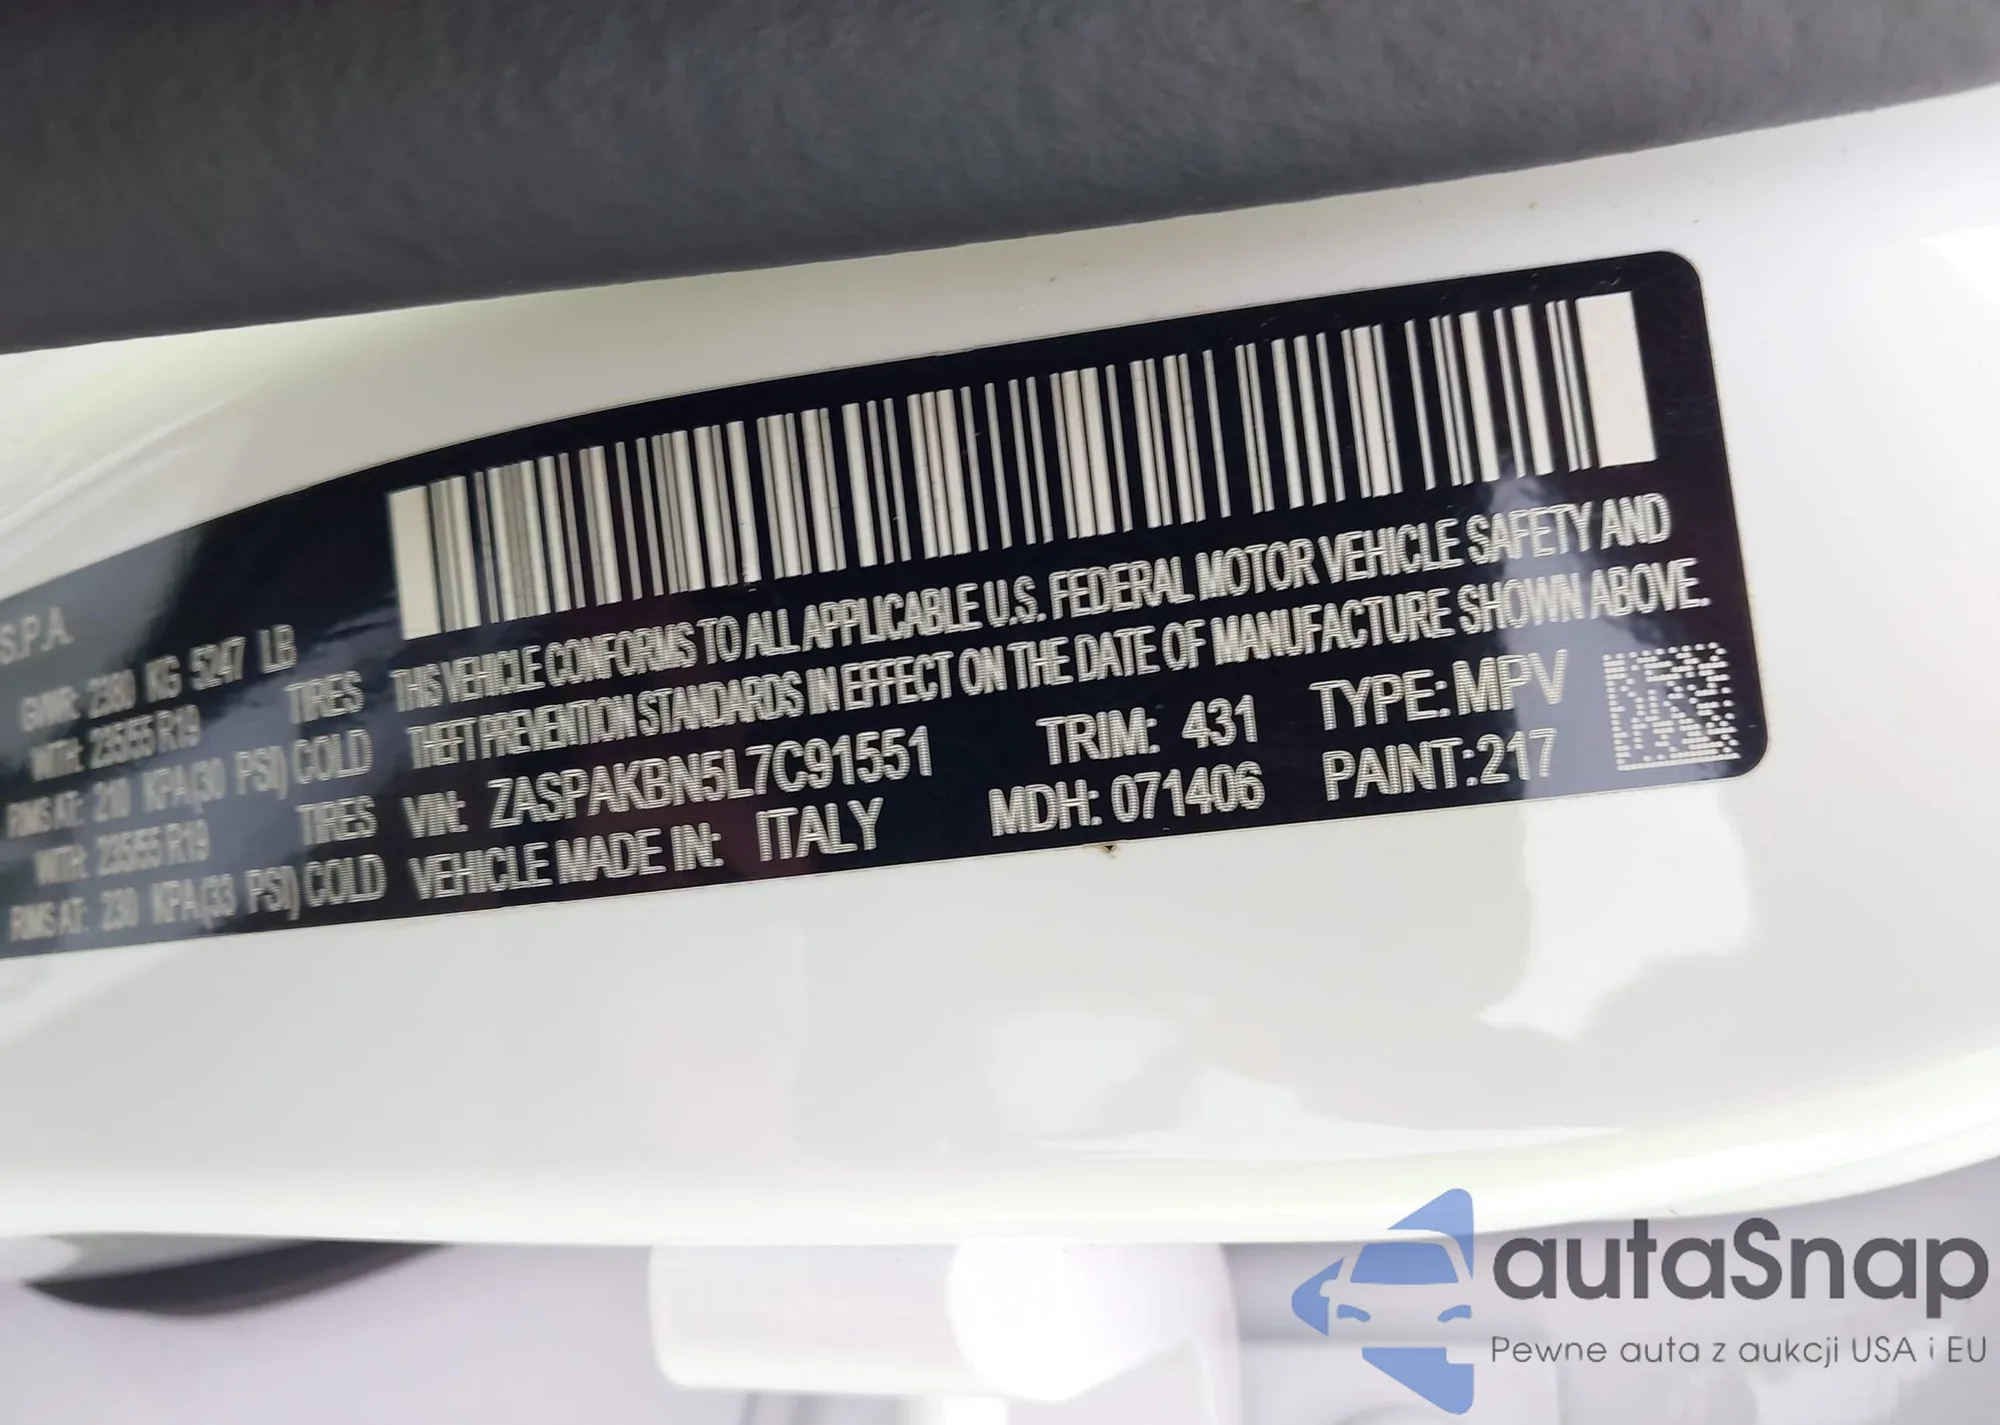 S.P.A.
GVWR: 2380 KG 5247 LB
WITH: 235/55 R19 TIRES
RIMS AT: 210 KPA(30 PSI) COLD
WITH: 235/55 R19 TIRES
RIMS AT: 230 KPA(33 PSI) COLD
THIS VEHICLE CONFORMS TO ALL APPLICABLE U.S. FEDERAL MOTOR VEHICLE SAFETY AND
THEFT PREVENTION STANDARDS IN EFFECT ON THE DATE OF MANUFACTURE SHOWN ABOVE.
VIN: ZASPAKBN5L7C91551 TRIM: 431 TYPE: MPV
VEHICLE MADE IN: ITALY MDH: 071406 PAINT: 217
autaSnap
Pewne auta z aukcji USA i EU